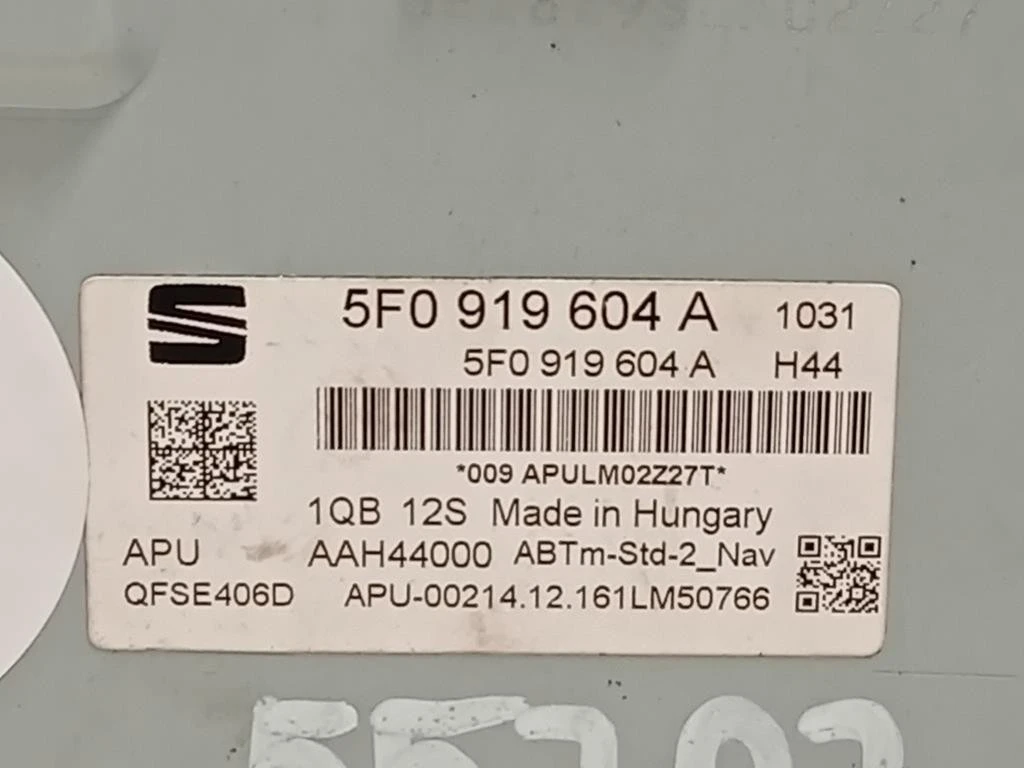 5F0 919 604 A 1031
5F0 919 604 A H44
*009 APULM02Z27T*
1QB 12S Made in Hungary
APU AAH44000 ABTm-Std-2_Nav
QFSE406D APU-00214.12.161LM50766